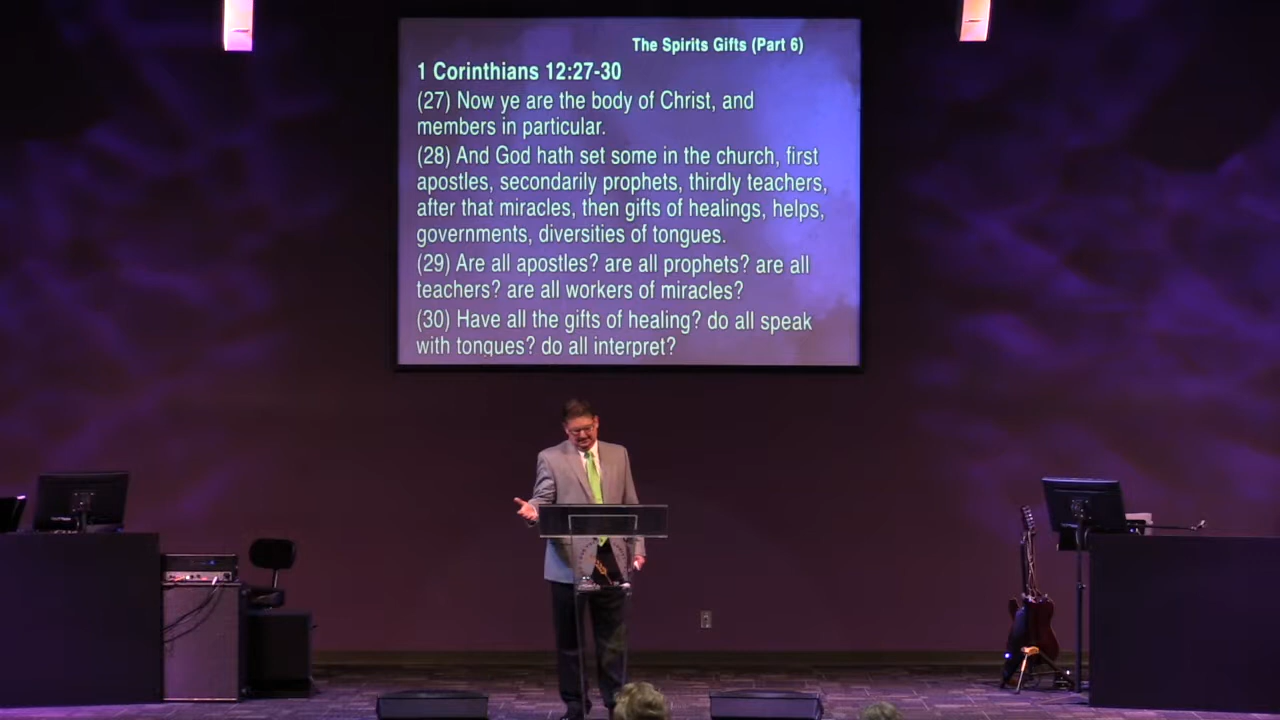 The Spirits Gifts (Part 6)
1 Corinthians 12:27-30
(27) Now ye are the body of Christ, and
members in particular.
(28) And God hath set some in the church, first
apostles, secondarily prophets, thirdly teachers,
after that miracles, then gifts of healings, helps,
governments, diversities of tongues.
(29) Are all apostles? are all prophets? are all
teachers? are all workers of miracles?
(30) Have all the gifts of healing? do all speak
with tongues? do all interpret?